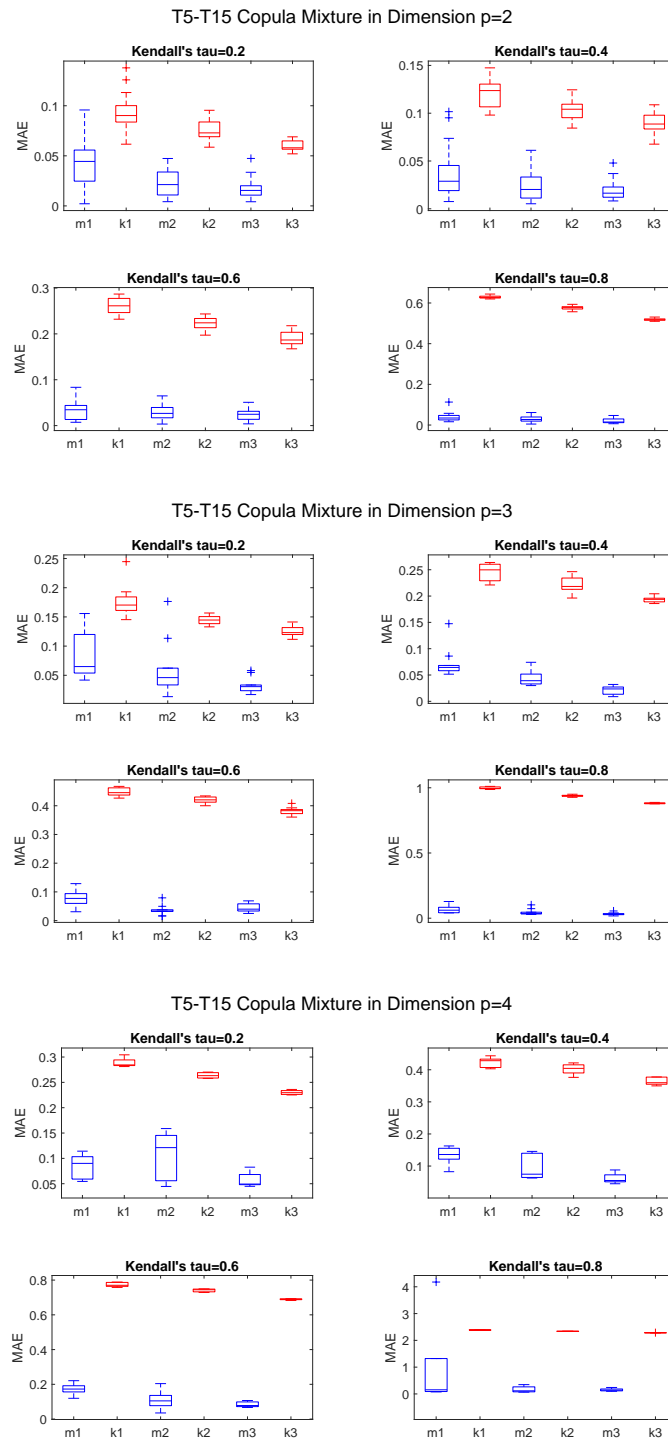 T5-T15 Copula Mixture in Dimension p=2
Kendall's tau=0.2
MAE
0.1
0.05
0
m1 k1 m2 k2 m3 k3
Kendall's tau=0.4
MAE
0.15
0.1
0.05
0
m1 k1 m2 k2 m3 k3
Kendall's tau=0.6
MAE
0.3
0.2
0.1
0
m1 k1 m2 k2 m3 k3
Kendall's tau=0.8
MAE
0.6
0.4
0.2
0
m1 k1 m2 k2 m3 k3
T5-T15 Copula Mixture in Dimension p=3
Kendall's tau=0.2
MAE
0.25
0.2
0.15
0.1
0.05
m1 k1 m2 k2 m3 k3
Kendall's tau=0.4
MAE
0.25
0.2
0.15
0.1
0.05
0
m1 k1 m2 k2 m3 k3
Kendall's tau=0.6
MAE
0.4
0.3
0.2
0.1
0
m1 k1 m2 k2 m3 k3
Kendall's tau=0.8
MAE
1
0.5
0
m1 k1 m2 k2 m3 k3
T5-T15 Copula Mixture in Dimension p=4
Kendall's tau=0.2
MAE
0.3
0.25
0.2
0.15
0.1
0.05
m1 k1 m2 k2 m3 k3
Kendall's tau=0.4
MAE
0.4
0.3
0.2
0.1
m1 k1 m2 k2 m3 k3
Kendall's tau=0.6
MAE
0.8
0.6
0.4
0.2
0
m1 k1 m2 k2 m3 k3
Kendall's tau=0.8
MAE
4
3
2
1
0
m1 k1 m2 k2 m3 k3